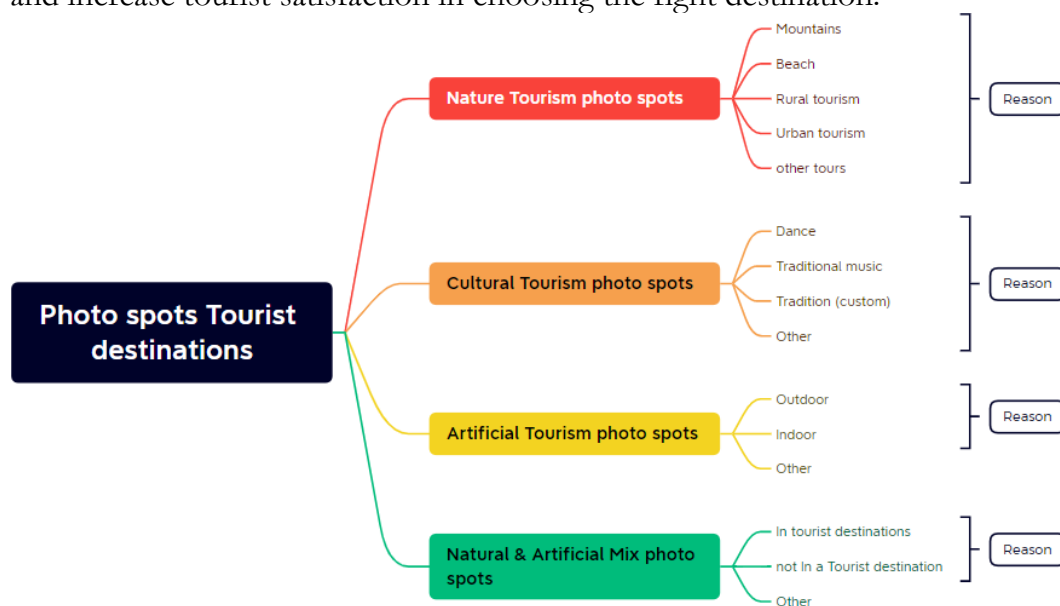 and increase tourist satisfaction in choosing the right destination.
Photo spots Tourist
destinations
Nature Tourism photo spots
Mountains
Beach
Rural tourism
Urban tourism
other tours
Reason
Cultural Tourism photo spots
Dance
Traditional music
Tradition (custom)
Other
Reason
Artificial Tourism photo spots
Outdoor
Indoor
Other
Reason
Natural & Artificial Mix photo
spots
In tourist destinations
not In a Tourist destination
Other
Reason